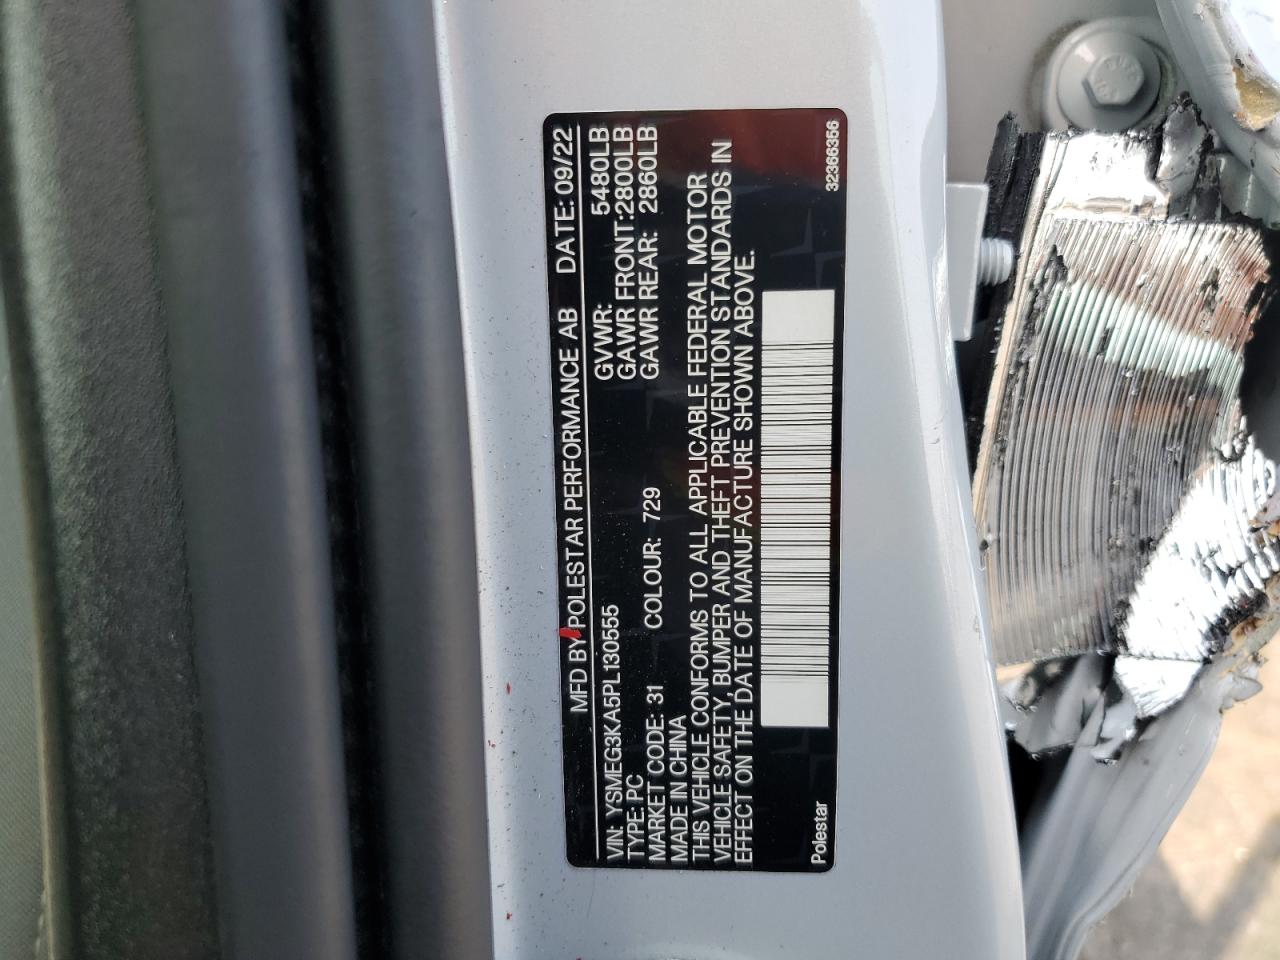 MFD BY POLESTAR PERFORMANCE AB DATE: 09/22
VIN: YSMEG3KA5PL130555 GVWR: 5480LB
TYPE: PC GAWR FRONT: 2800LB
MARKET CODE: 31 COLOUR: 729 GAWR REAR: 2860LB
MADE IN CHINA
THIS VEHICLE CONFORMS TO ALL APPLICABLE FEDERAL MOTOR
VEHICLE SAFETY, BUMPER AND THEFT PREVENTION STANDARDS IN
EFFECT ON THE DATE OF MANUFACTURE SHOWN ABOVE.
Polestar 32366356